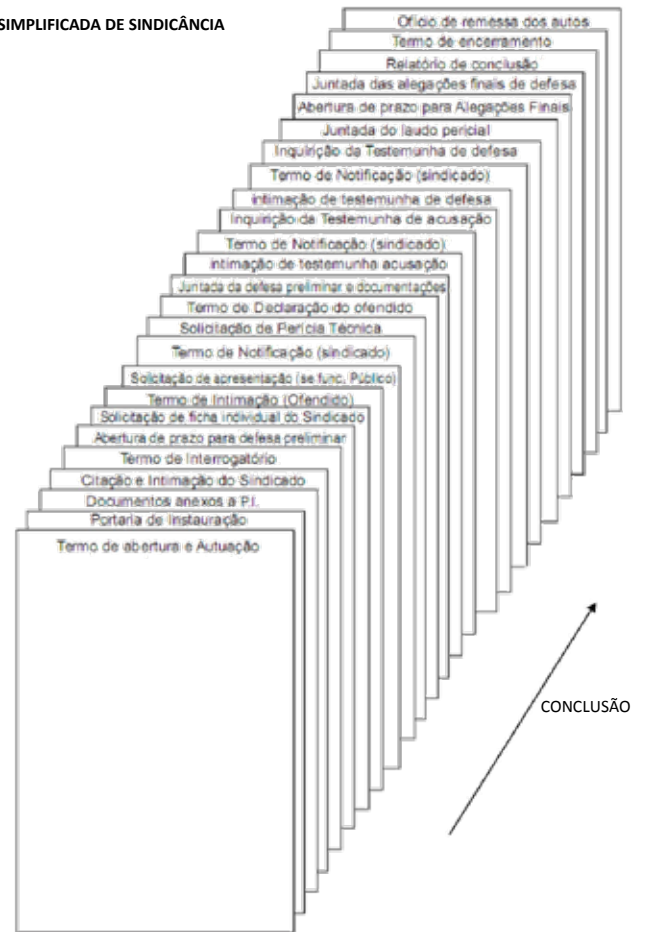 SIMPLIFICADA DE SINDICÂNCIA
Ofício de remessa dos autos
Termo de encerramento
Relatório de conclusão
Juntada das alegações finais de defesa
Abertura de prazo para Alegações Finais
Juntada do laudo pericial
Inquirição da Testemunha de defesa
Termo de Notificação (sindicado)
intimação de testemunha de defesa
Inquirição da Testemunha de acusação
Termo de Notificação (sindicado)
intimação de testemunha acusação
Juntada da defesa preliminar e documentações
Termo de Declaração do ofendido
Solicitação de Perícia Técnica
Termo de Notificação (sindicado)
Solicitação de apresentação (se func. Público)
Termo de Intimação (Ofendido)
Solicitação de ficha individual do Sindicado
Abertura de prazo para defesa preliminar
Termo de Interrogatório
Citação e Intimação do Sindicado
Documentos anexos a P.I.
Portaria de Instauração
Termo de abertura e Autuação
CONCLUSÃO